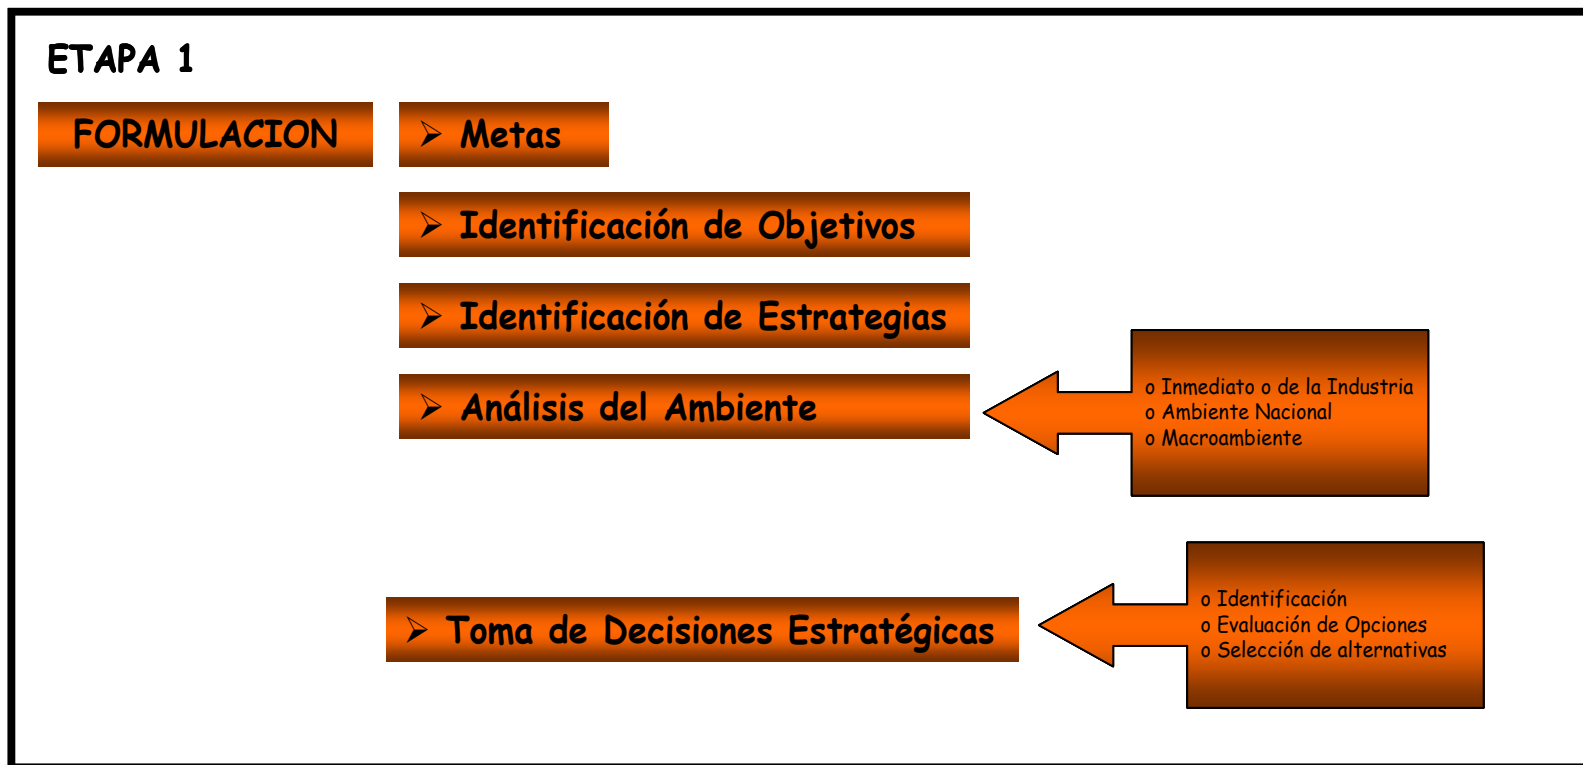 ETAPA 1
FORMULACION
➢ Metas
➢ Identificación de Objetivos
➢ Identificación de Estrategias
➢ Análisis del Ambiente
o Inmediato o de la Industria
o Ambiente Nacional
o Macroambiente
➢ Toma de Decisiones Estratégicas
o Identificación
o Evaluación de Opciones
o Selección de alternativas